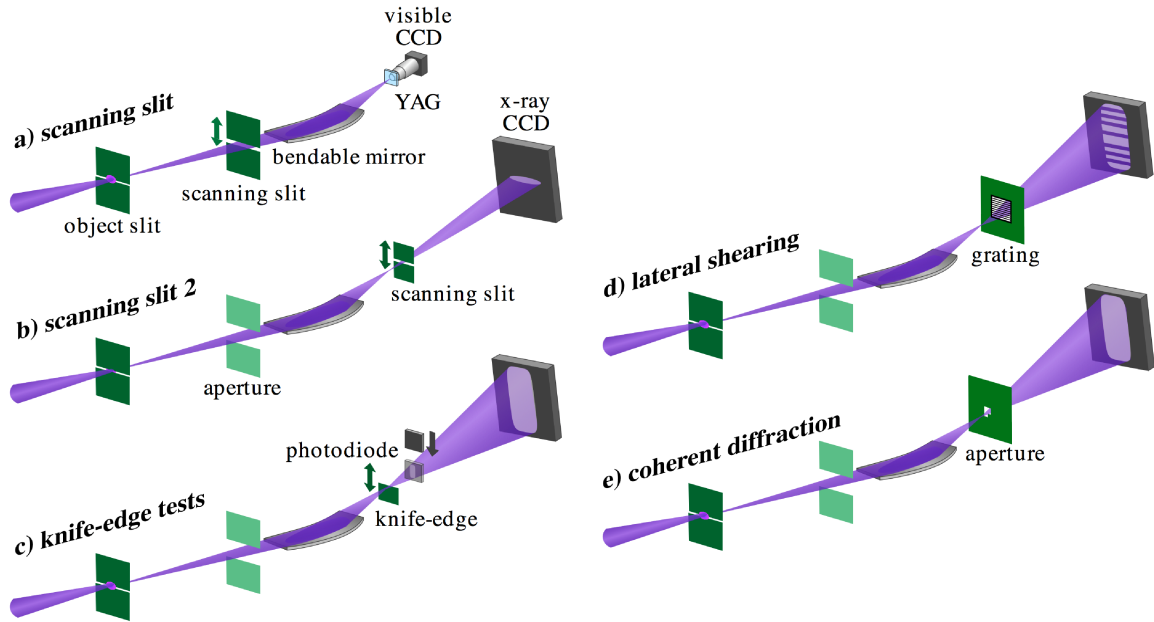 visible
CCD
YAG
a) scanning slit
bendable mirror
scanning slit
object slit
x-ray
CCD
b) scanning slit 2
scanning slit
aperture
photodiode
knife-edge
c) knife-edge tests
d) lateral shearing
grating
e) coherent diffraction
aperture